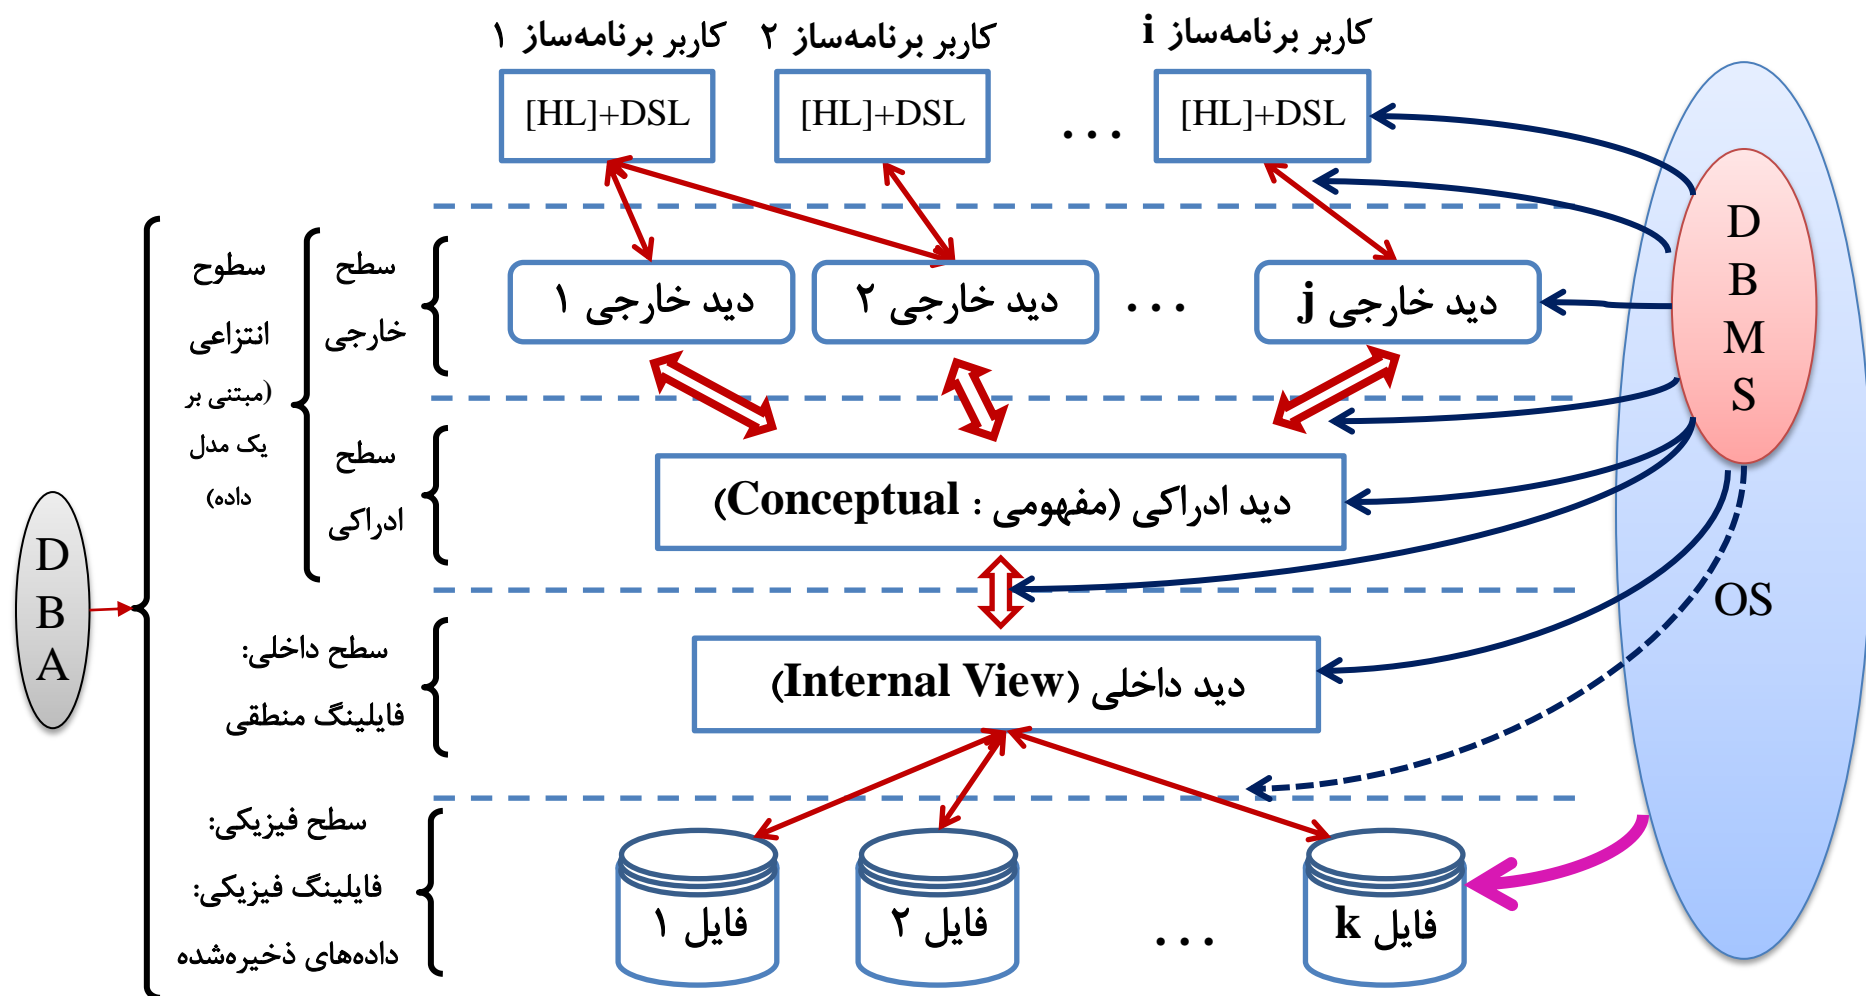 کاربر برنامه‌ساز ۱
کاربر برنامه‌ساز ۲
کاربر برنامه‌ساز i
[HL]+DSL
[HL]+DSL
...
[HL]+DSL
سطوح
انتزاعی
(مبتنی بر
یک مدل
داده)
سطح
خارجی
دید خارجی ۱
دید خارجی ۲
...
دید خارجی j
سطح
ادراکی
دید ادراکی (مفهومی : Conceptual)
سطح داخلی:
فایلینگ منطقی
دید داخلی (Internal View)
سطح فیزیکی:
فایلینگ فیزیکی:
داده‌های ذخیره‌شده
فایل ۱
فایل ۲
...
فایل k
D
B
A
D
B
M
S
OS